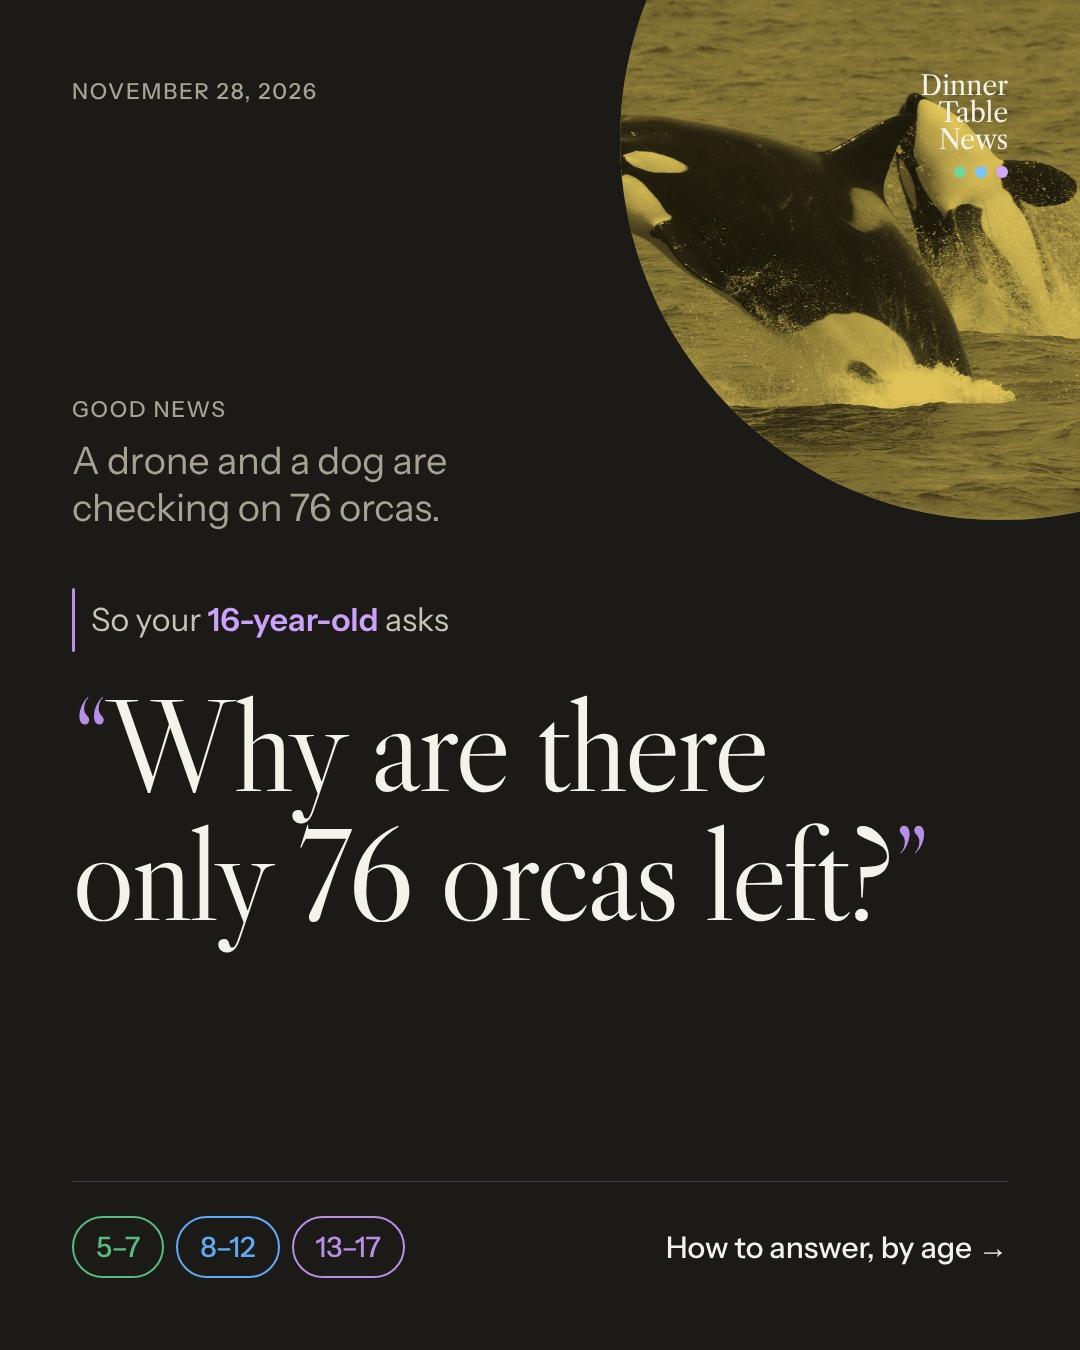 NOVEMBER 28, 2026
Dinner
Table
News
GOOD NEWS
A drone and a dog are
checking on 76 orcas.
So your 16-year-old asks
“Why are there
only 76 orcas left?”
5–7 8–12 13–17
How to answer, by age →